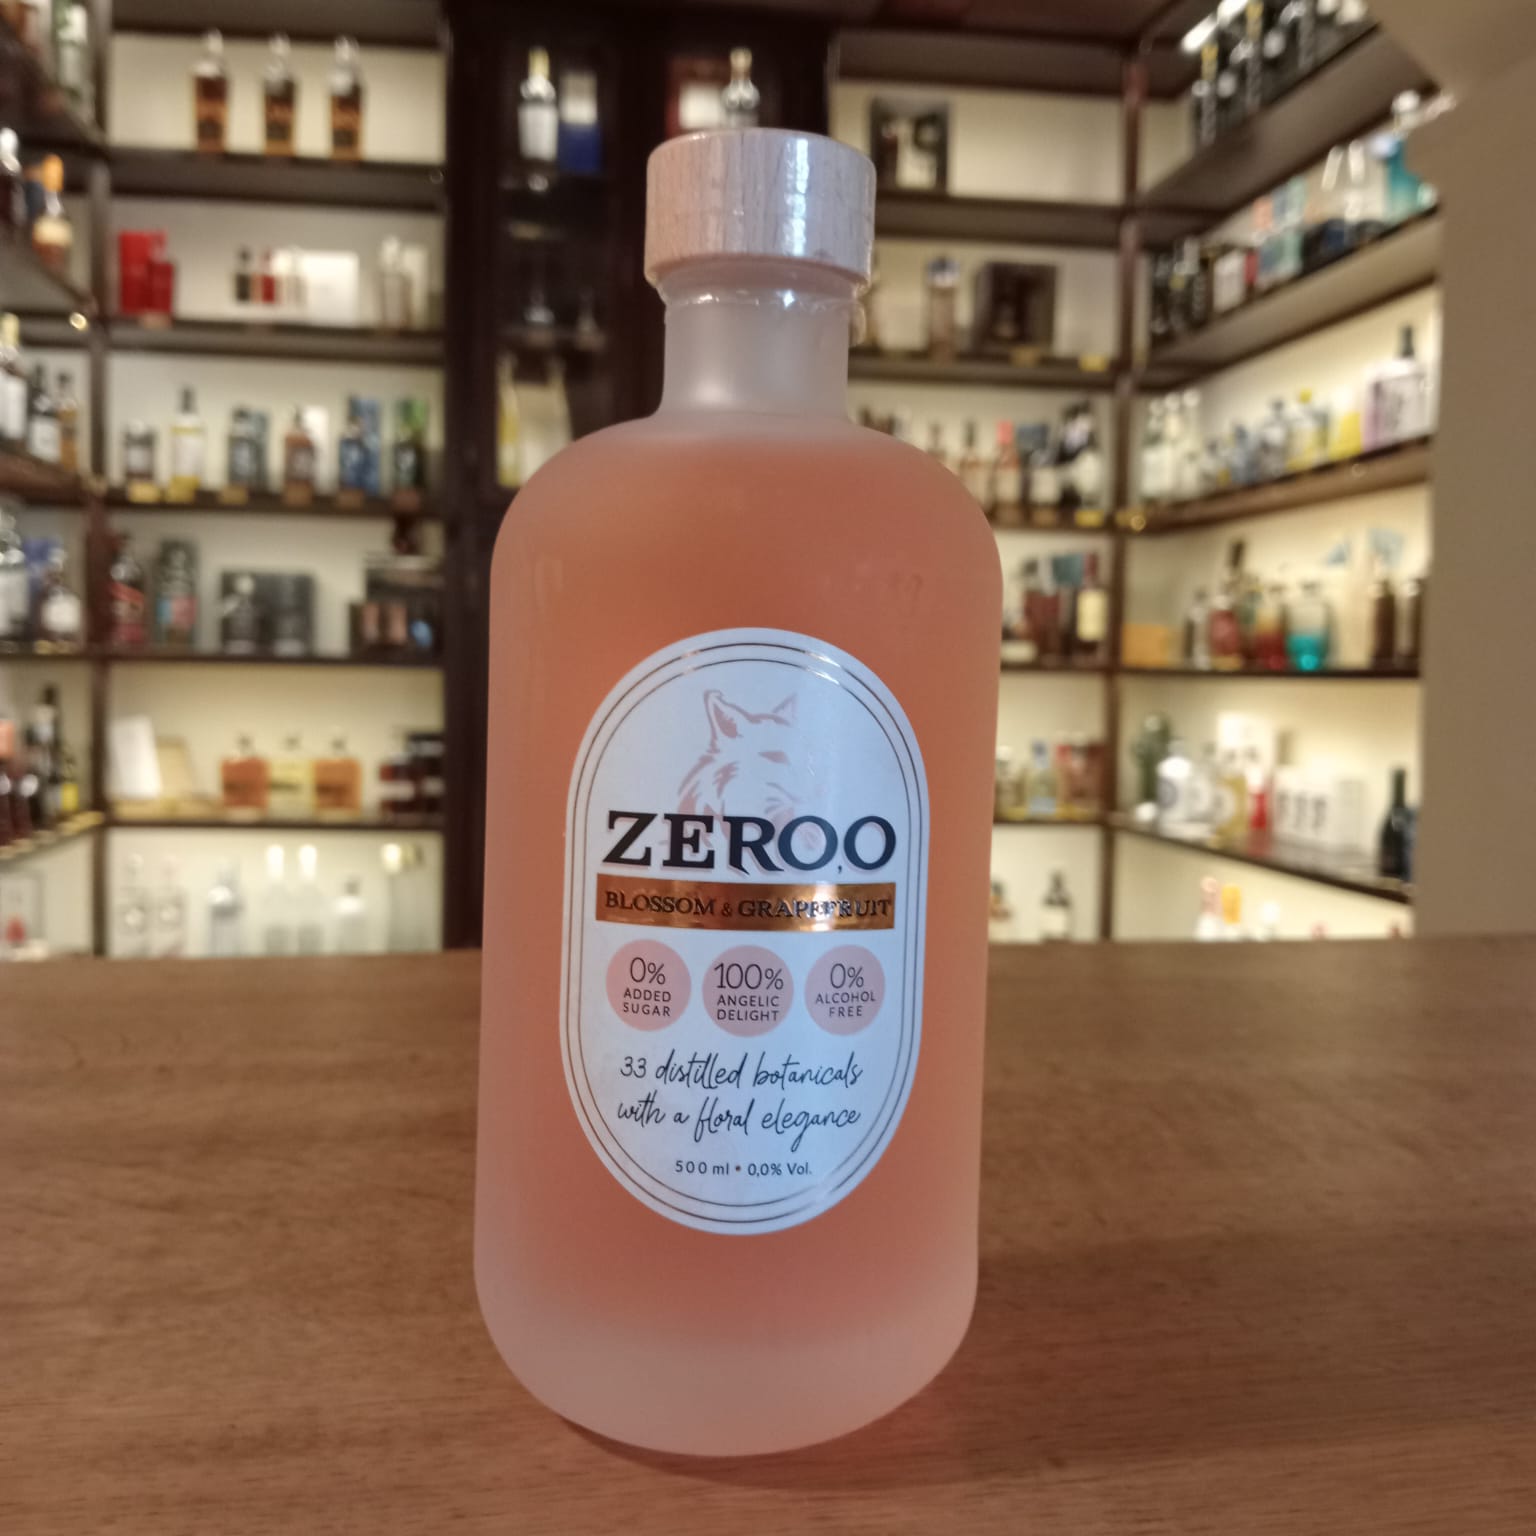 ZERO,O
BLOSSOM & GRAPEFRUIT
0%
ADDED
SUGAR
100%
ANGELIC
DELIGHT
0%
ALCOHOL
FREE
33 distilled botanicals
with a floral elegance
500 ml • 0,0% Vol.